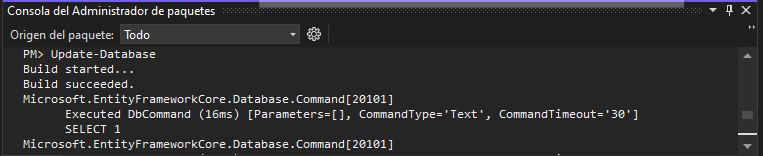 Consola del Administrador de paquetes
Origen del paquete: Todo
PM> Update-Database
Build started...
Build succeeded.
Microsoft.EntityFrameworkCore.Database.Command[20101]
Executed DbCommand (16ms) [Parameters=[], CommandType='Text', CommandTimeout='30']
SELECT 1
Microsoft.EntityFrameworkCore.Database.Command[20101]